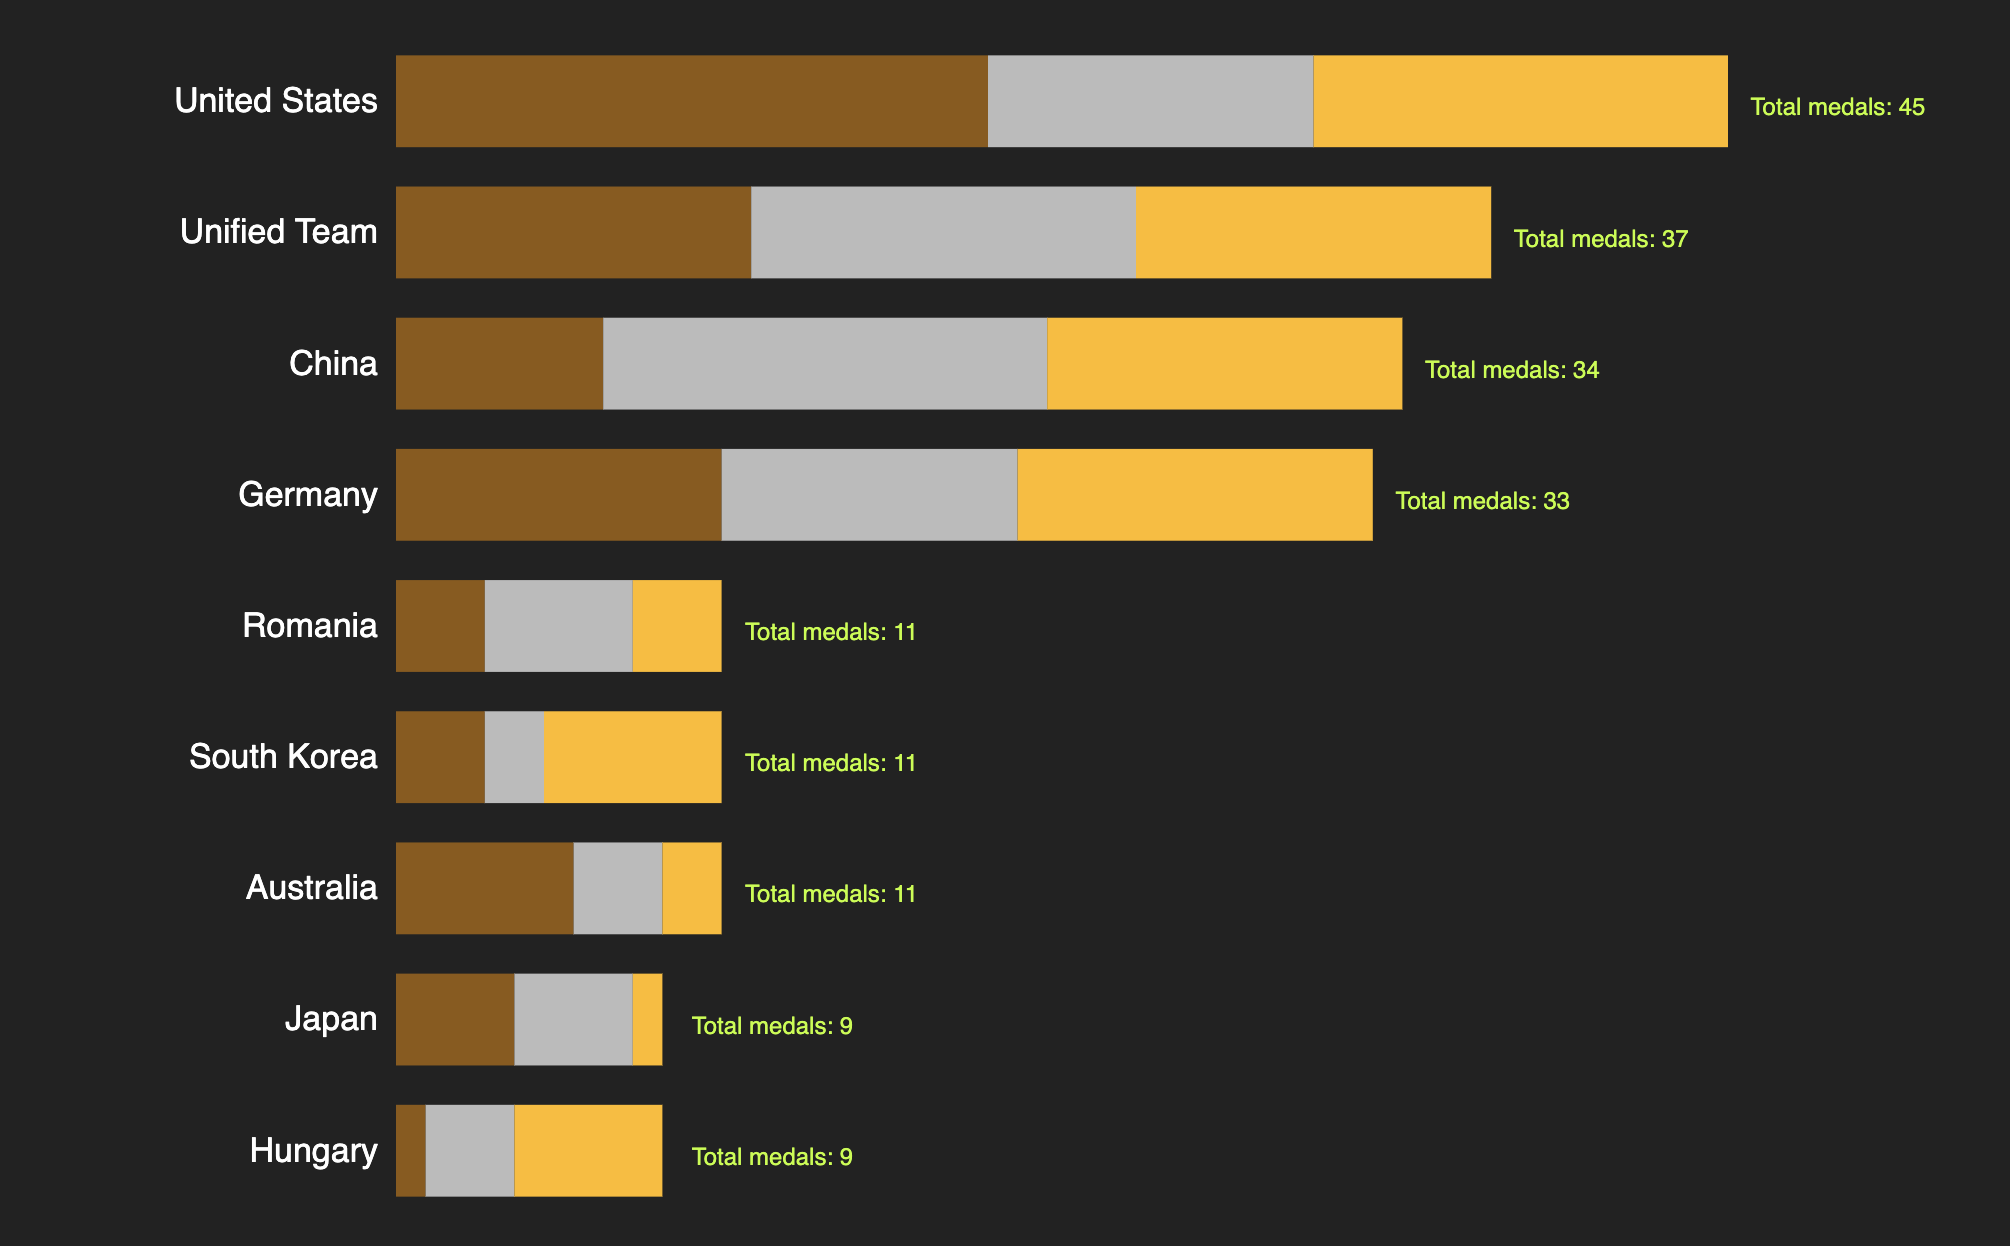 United States
Total medals: 45
Unified Team
Total medals: 37
China
Total medals: 34
Germany
Total medals: 33
Romania
Total medals: 11
South Korea
Total medals: 11
Australia
Total medals: 11
Japan
Total medals: 9
Hungary
Total medals: 9